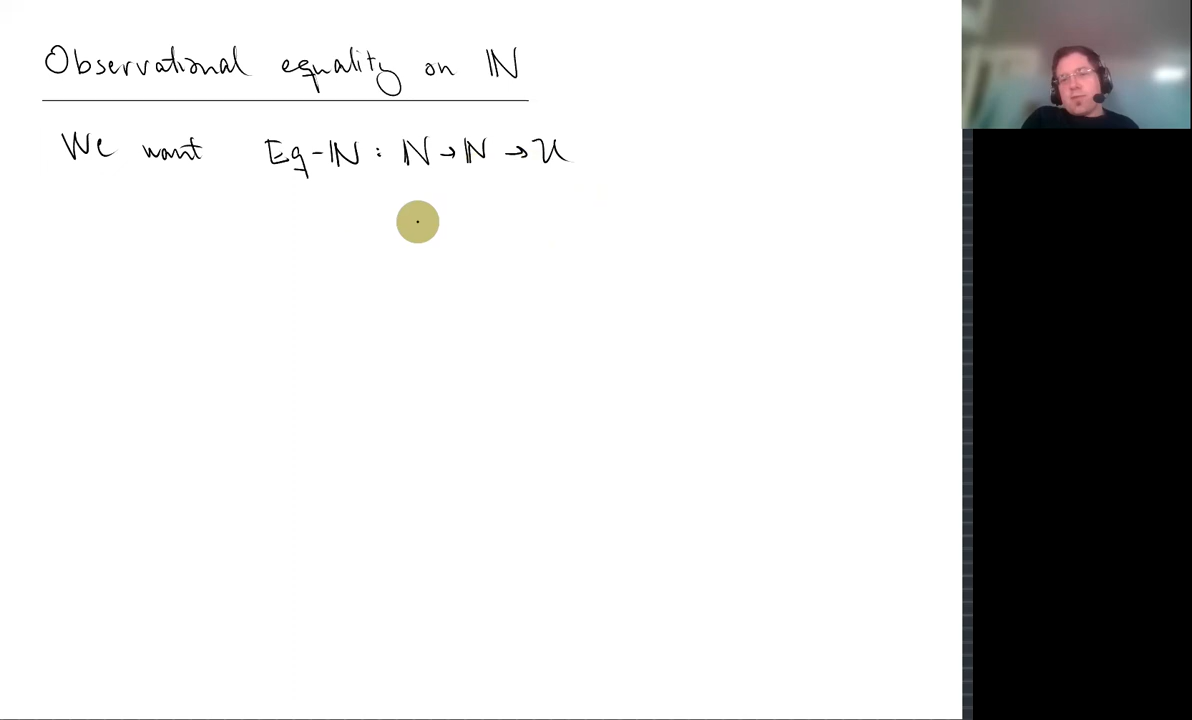 Observational equality on ℕ
We want Eq-ℕ : ℕ → ℕ → 𝒰